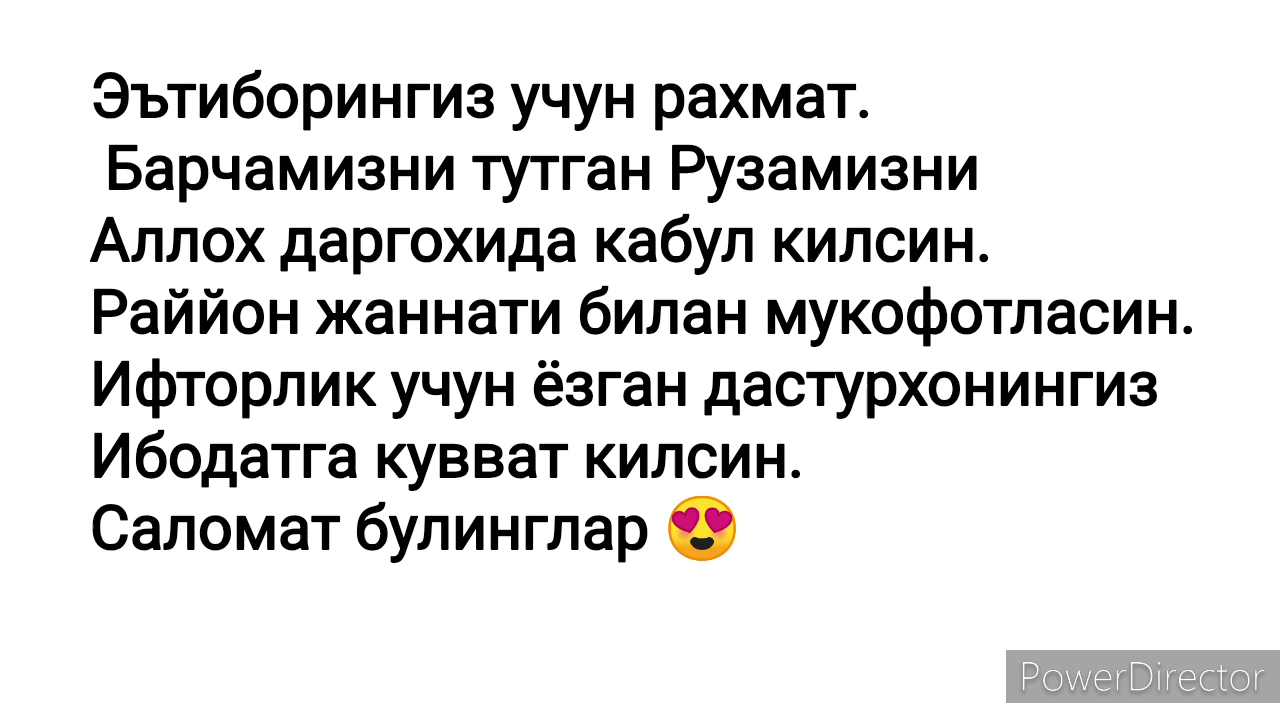 Эътиборингиз учун рахмат.
Барчамизни тутган Рузамизни
Аллох даргохида кабул килсин.
Раййон жаннати билан мукофотласин.
Ифторлик учун ёзган дастурхонингиз
Ибодатга кувват килсин.
Саломат булинглар 😍
PowerDirector